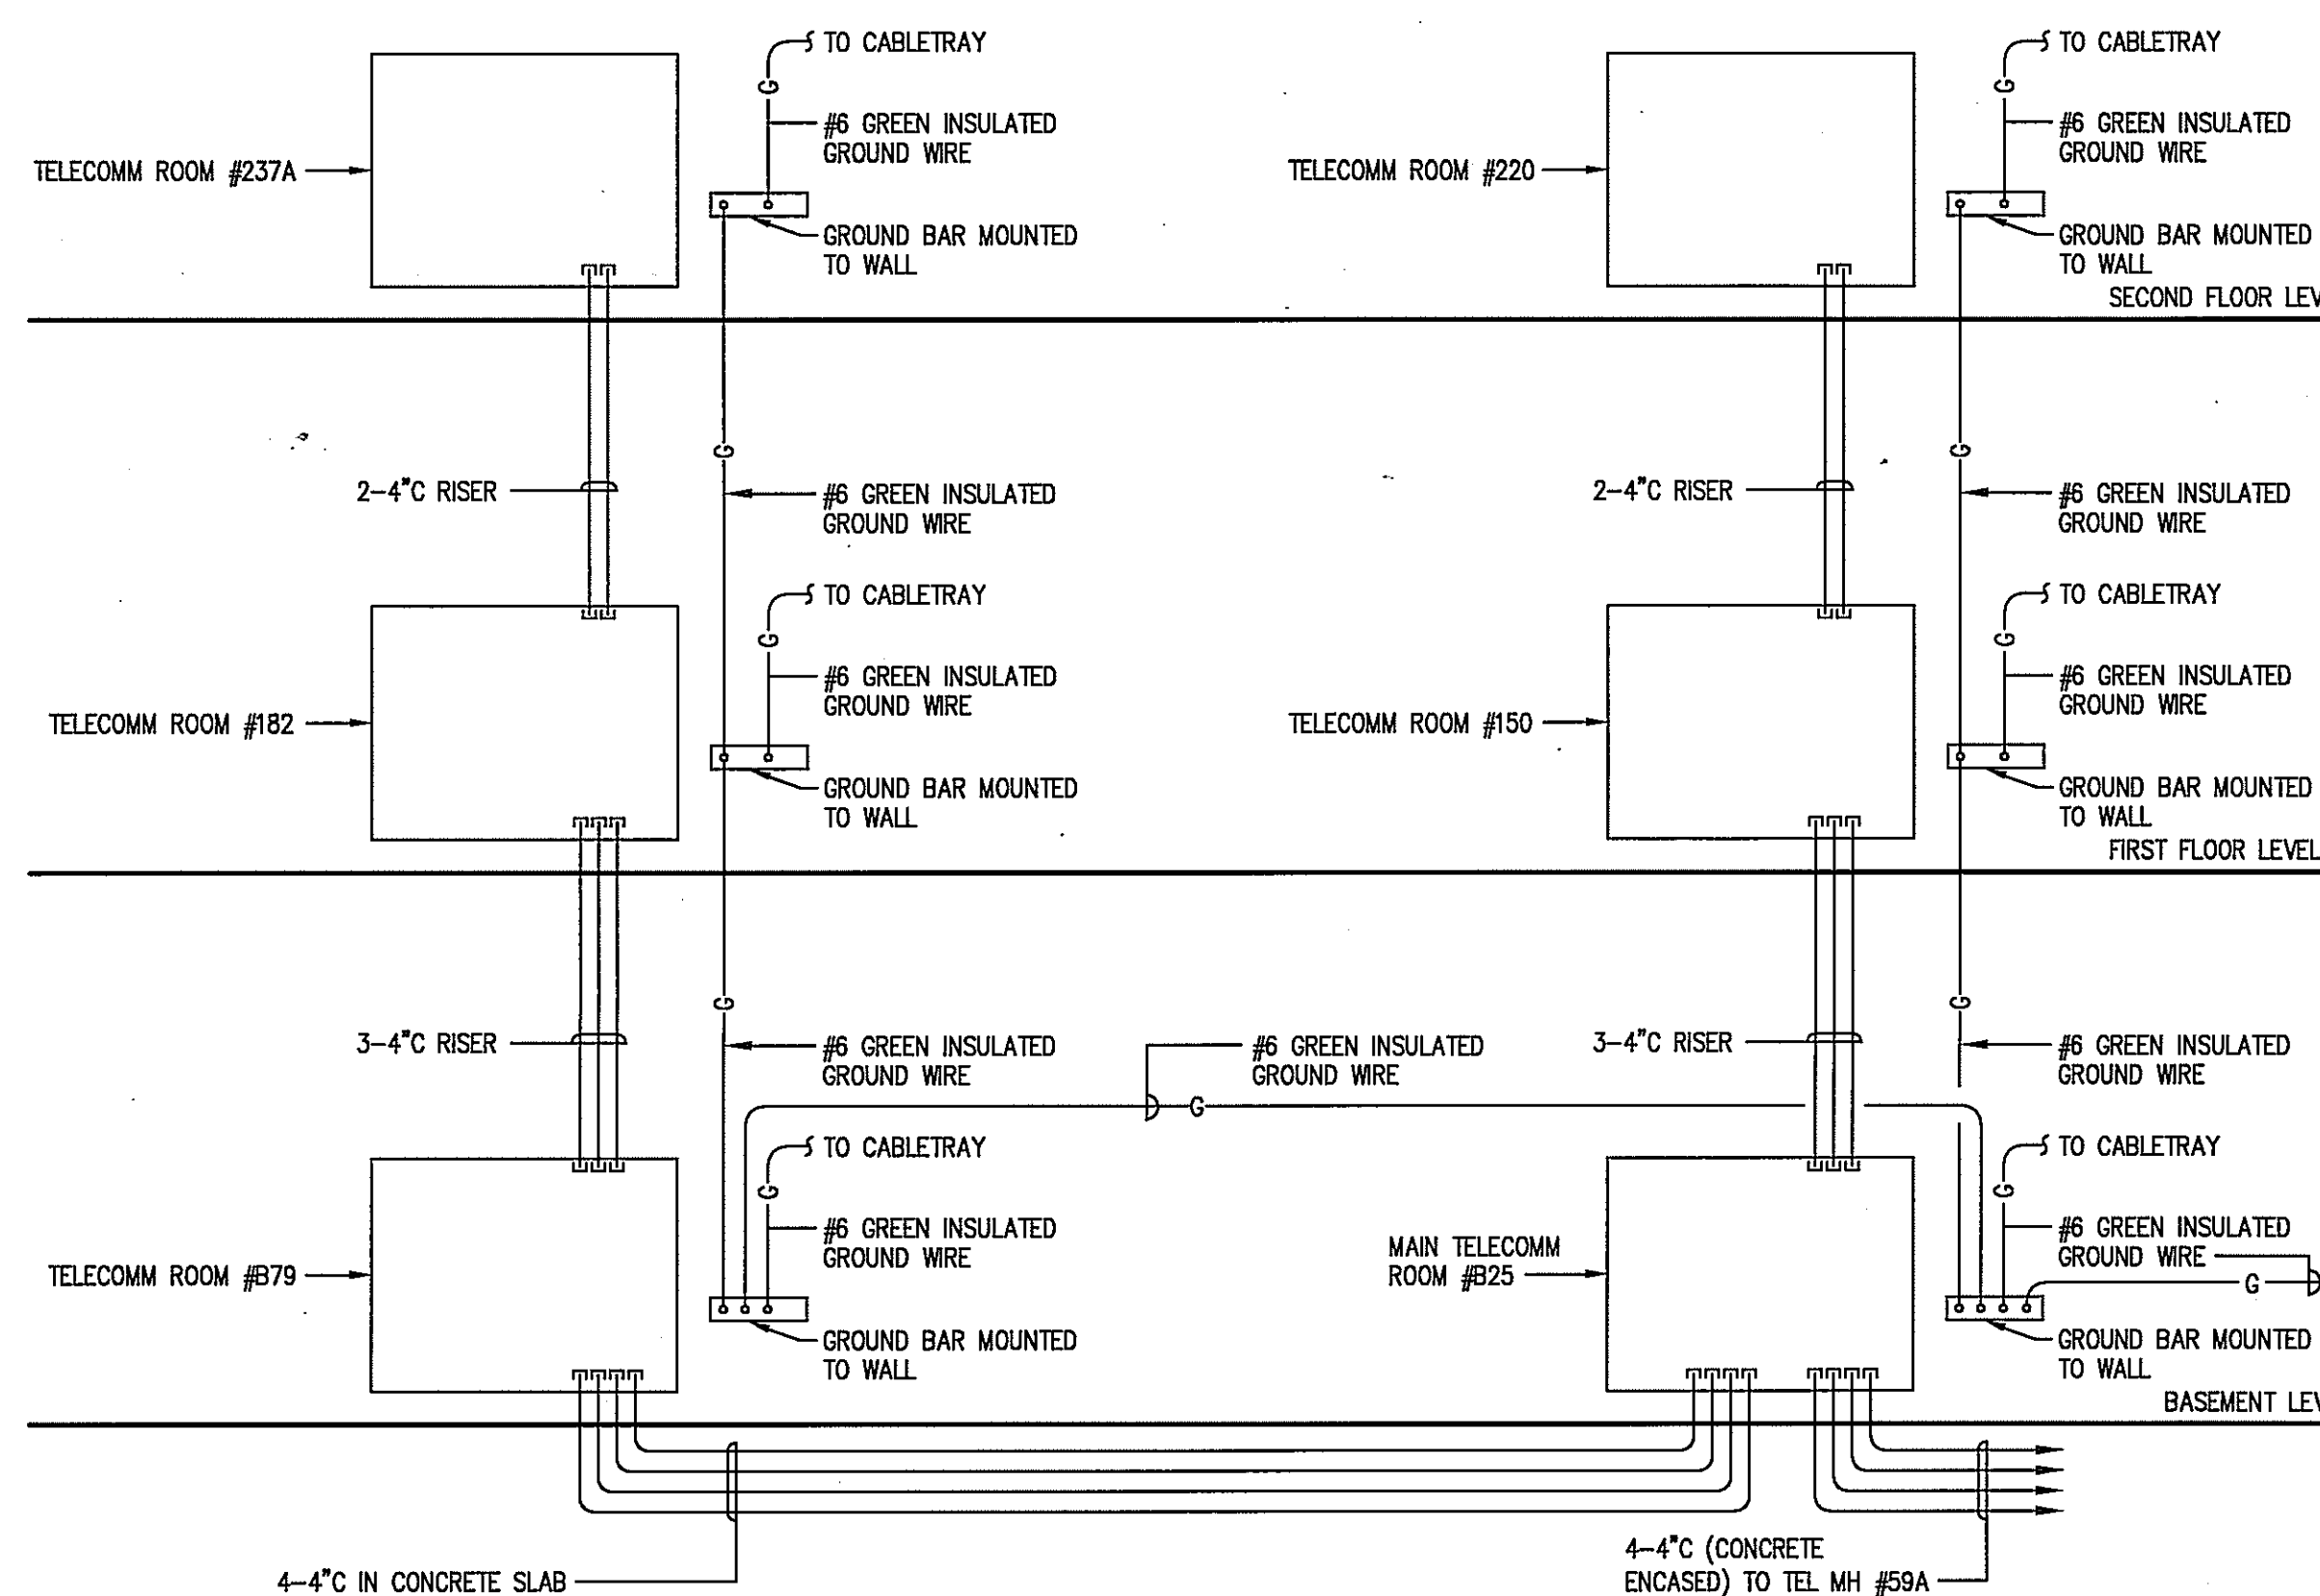 TO CABLETRAY
#6 GREEN INSULATED
GROUND WIRE
TELECOMM ROOM #237A
GROUND BAR MOUNTED
TO WALL
TO CABLETRAY
#6 GREEN INSULATED
GROUND WIRE
TELECOMM ROOM #220
GROUND BAR MOUNTED
TO WALL
SECOND FLOOR LEV
G
G
2-4"C RISER
G
#6 GREEN INSULATED
GROUND WIRE
2-4"C RISER
G
#6 GREEN INSULATED
GROUND WIRE
TO CABLETRAY
G
#6 GREEN INSULATED
GROUND WIRE
TELECOMM ROOM #182
GROUND BAR MOUNTED
TO WALL
TO CABLETRAY
G
#6 GREEN INSULATED
GROUND WIRE
TELECOMM ROOM #150
GROUND BAR MOUNTED
TO WALL
FIRST FLOOR LEVEL
G
3-4"C RISER
#6 GREEN INSULATED
GROUND WIRE
#6 GREEN INSULATED
GROUND WIRE
G
G
3-4"C RISER
#6 GREEN INSULATED
GROUND WIRE
TO CABLETRAY
G
#6 GREEN INSULATED
GROUND WIRE
TELECOMM ROOM #B79
GROUND BAR MOUNTED
TO WALL
TO CABLETRAY
G
#6 GREEN INSULATED
GROUND WIRE
G
MAIN TELECOMM
ROOM #B25
GROUND BAR MOUNTED
TO WALL
BASEMENT LEV
4-4"C IN CONCRETE SLAB
4-4"C (CONCRETE
ENCASED) TO TEL MH #59A